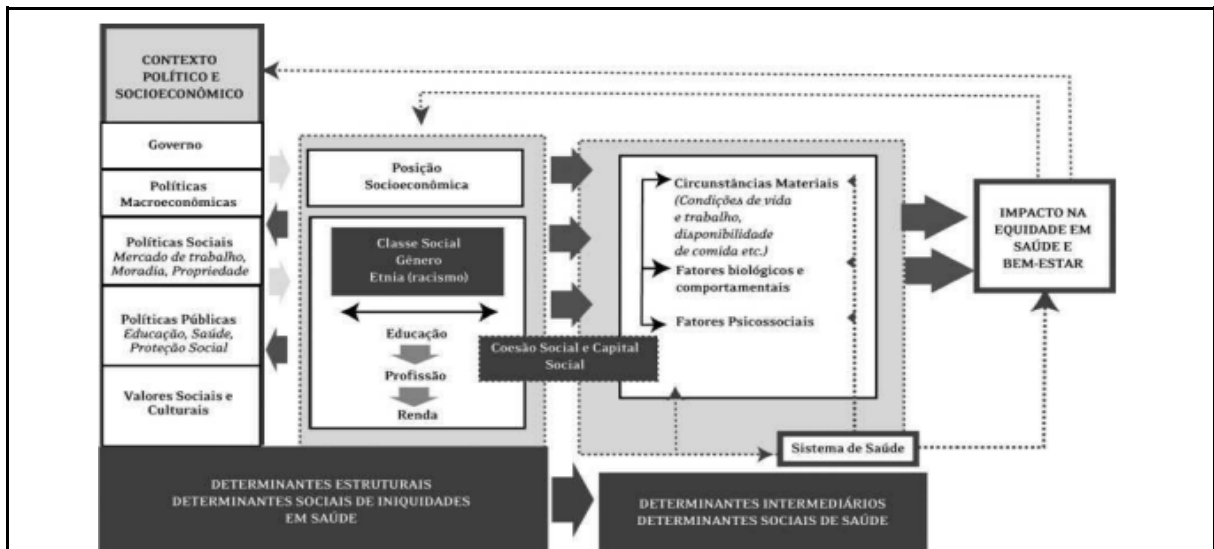 CONTEXTO
POLÍTICO E
SOCIOECONÔMICO
Governo
Políticas
Macroeconômicas
Políticas Sociais
Mercado de trabalho,
Moradia, Propriedade
Políticas Públicas
Educação, Saúde,
Proteção Social
Valores Sociais e
Culturais
Posição
Socioeconômica
Classe Social
Gênero
Etnia (racismo)
Educação
Profissão
Renda
Coesão Social e Capital
Social
Circunstâncias Materiais
(Condições de vida
e trabalho,
disponibilidade
de comida etc.)
Fatores biológicos e
comportamentais
Fatores Psicossociais
Sistema de Saúde
IMPACTO NA
EQUIDADE EM
SAÚDE E
BEM-ESTAR
DETERMINANTES ESTRUTURAIS
DETERMINANTES SOCIAIS DE INIQUIDADES
EM SAÚDE
DETERMINANTES INTERMEDIÁRIOS
DETERMINANTES SOCIAIS DE SAÚDE